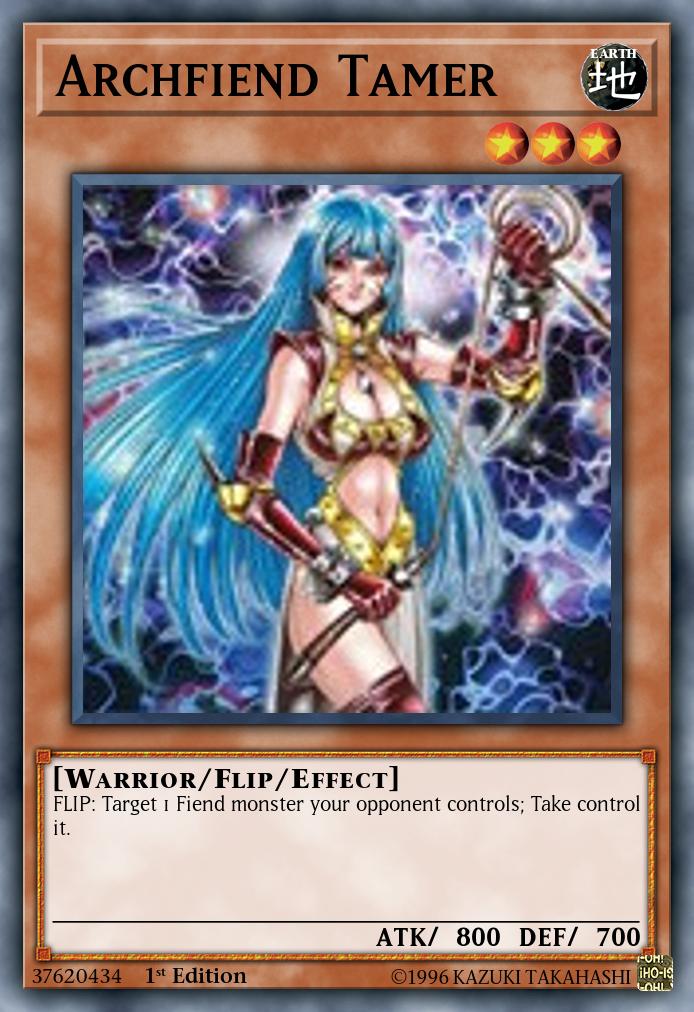 ARCHFIEND TAMER
EARTH
地
[WARRIOR/FLIP/EFFECT]
FLIP: Target 1 Fiend monster your opponent controls; Take control
it.
ATK/ 800 DEF/ 700
37620434 1st Edition ©1996 KAZUKI TAKAHASHI